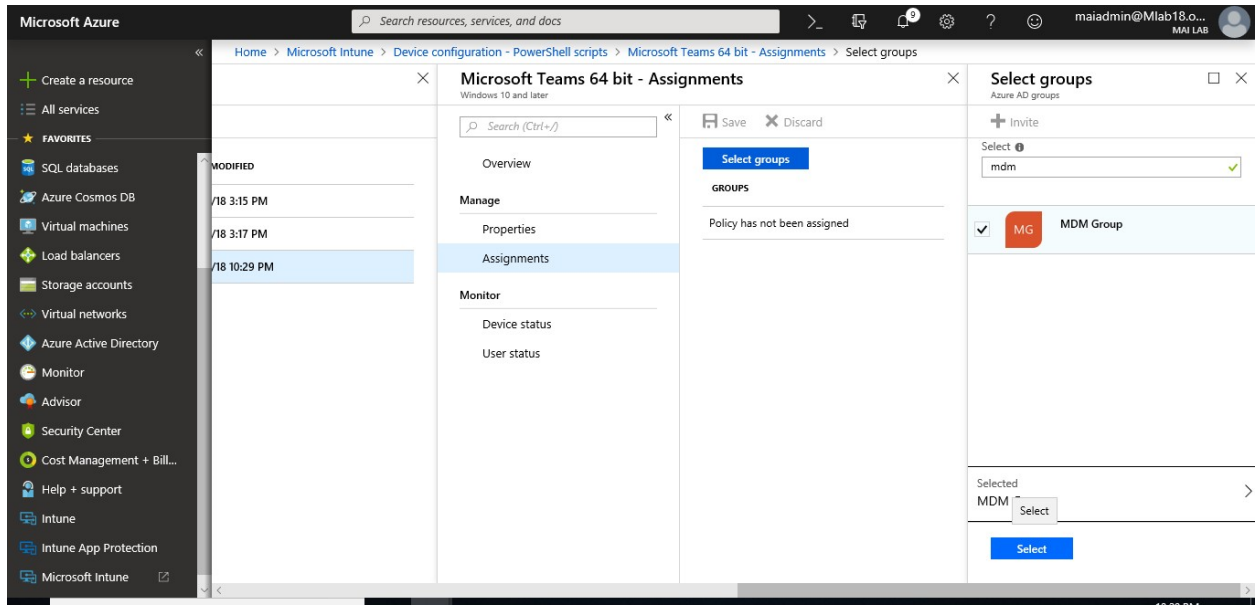 Microsoft Azure
Search resources, services, and docs
9
maiadmin@Mlab18.o...
MAI LAB
Home > Microsoft Intune > Device configuration - PowerShell scripts > Microsoft Teams 64 bit - Assignments > Select groups
Create a resource
All services
FAVORITES
SQL databases
Azure Cosmos DB
Virtual machines
Load balancers
Storage accounts
Virtual networks
Azure Active Directory
Monitor
Advisor
Security Center
Cost Management + Bill...
Help + support
Intune
Intune App Protection
Microsoft Intune
MODIFIED
/18 3:15 PM
/18 3:17 PM
/18 10:29 PM
Microsoft Teams 64 bit - Assignments
Windows 10 and later
Search (Ctrl+/)
Overview
Manage
Properties
Assignments
Monitor
Device status
User status
Save Discard
Select groups
GROUPS
Policy has not been assigned
Select groups
Azure AD groups
Invite
Select
mdm
MG MDM Group
Selected
MDM
Select
Select